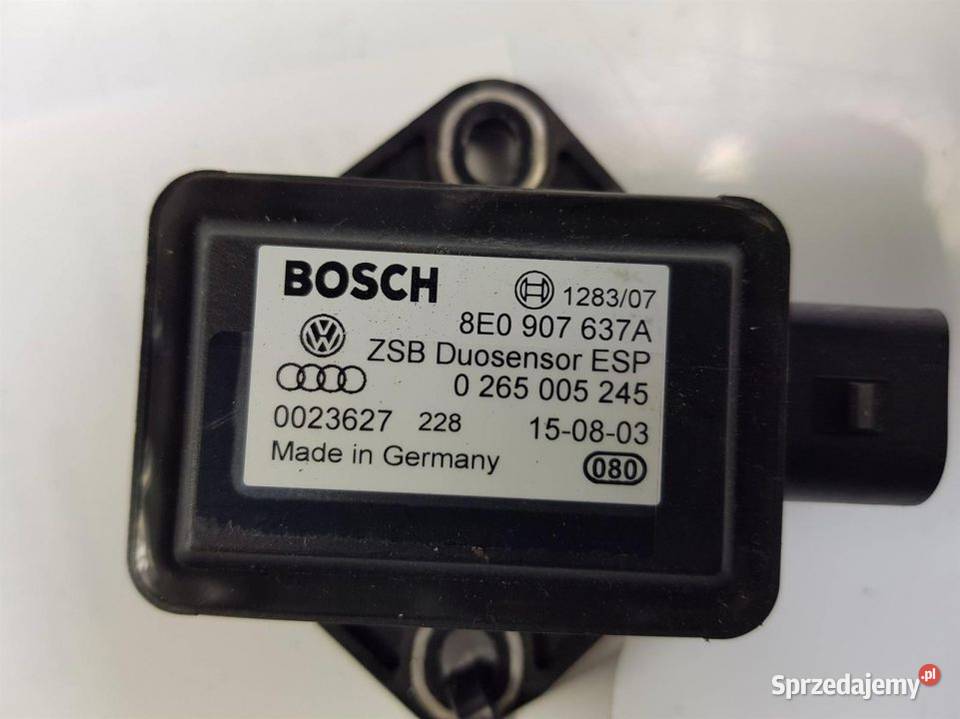 BOSCH
1283/07
8E0 907 637A
ZSB Duosensor ESP
0 265 005 245
0023627 228 15-08-03
Made in Germany
080
Sprzedajemy.pl